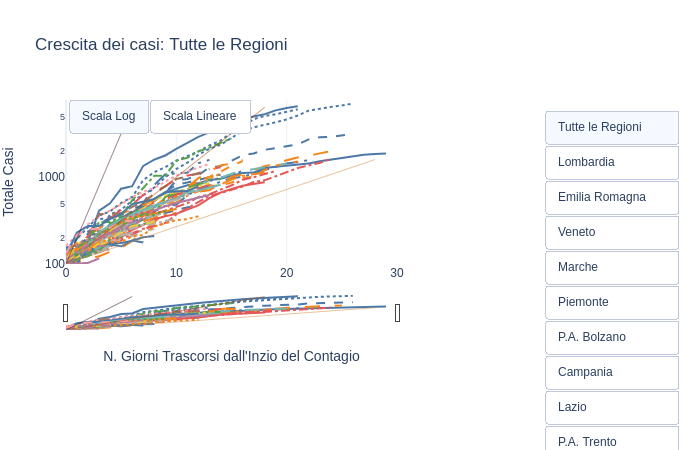 Crescita dei casi: Tutte le Regioni
Scala Log
Scala Lineare
Totale Casi
5
2
1000
5
2
100
0
10
20
30
N. Giorni Trascorsi dall'Inzio del Contagio
Tutte le Regioni
Lombardia
Emilia Romagna
Veneto
Marche
Piemonte
P.A. Bolzano
Campania
Lazio
P.A. Trento